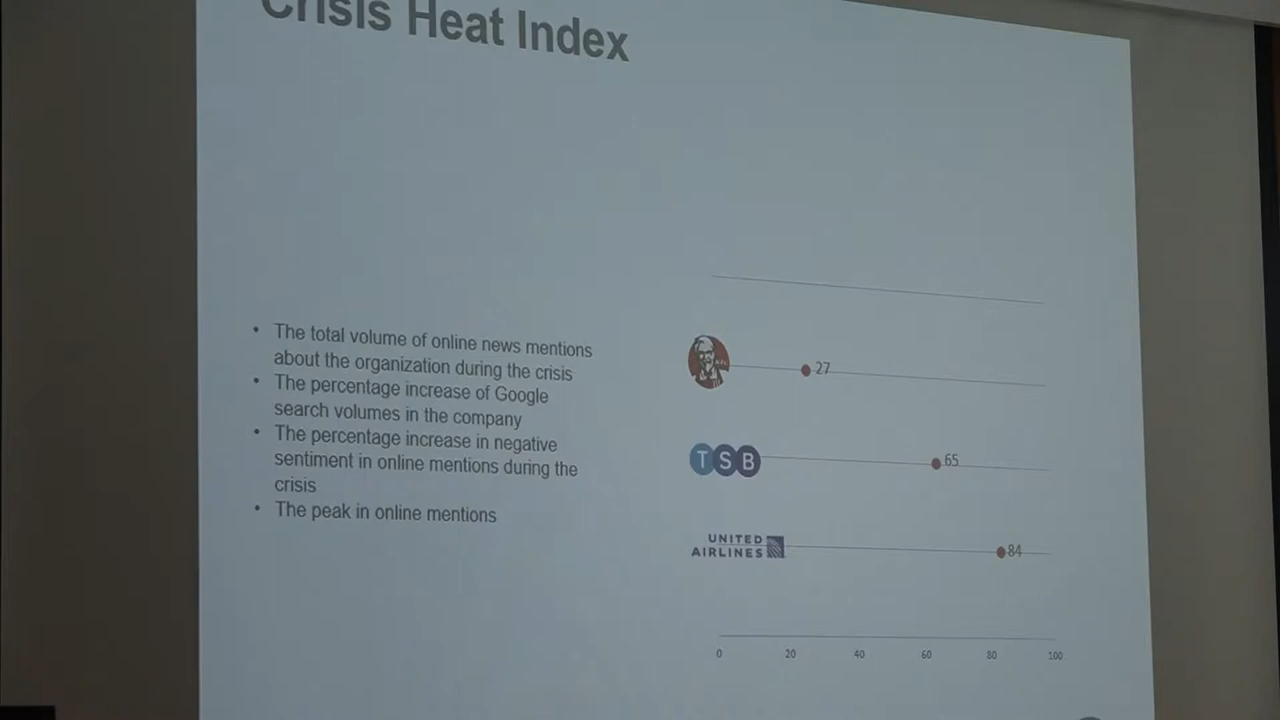 Crisis Heat Index
• The total volume of online news mentions
about the organization during the crisis
• The percentage increase of Google
search volumes in the company
• The percentage increase in negative
sentiment in online mentions during the
crisis
• The peak in online mentions
27
TSB
65
UNITED
AIRLINES
84
0 20 40 60 80 100